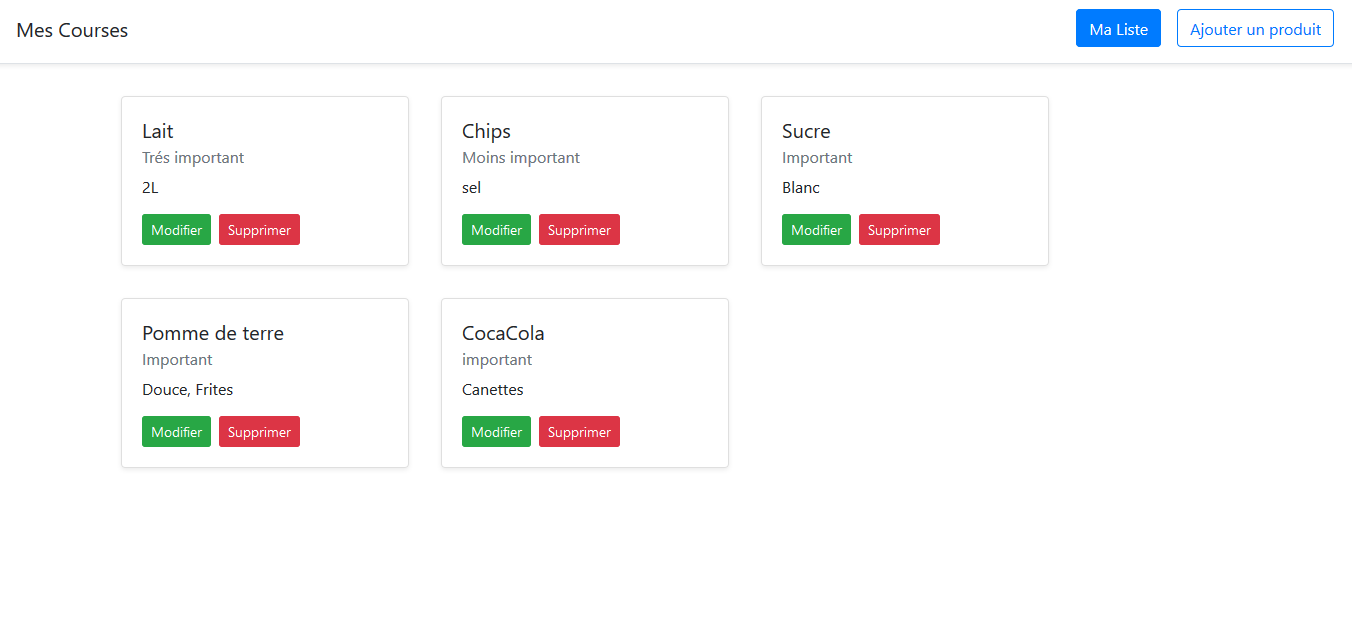 Mes Courses
Ma Liste
Ajouter un produit
Lait
Trés important
2L
Modifier
Supprimer
Chips
Moins important
sel
Modifier
Supprimer
Sucre
Important
Blanc
Modifier
Supprimer
Pomme de terre
Important
Douce, Frites
Modifier
Supprimer
CocaCola
important
Canettes
Modifier
Supprimer